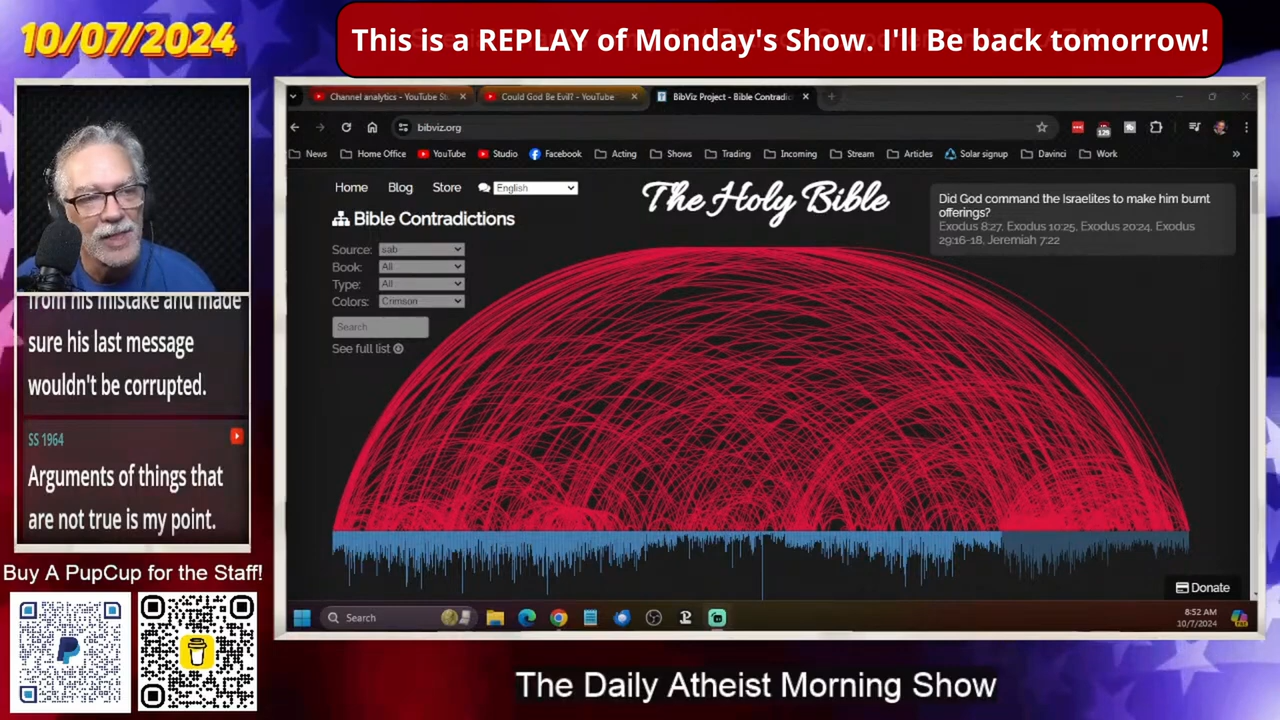 10/07/2024
This is a REPLAY of Monday's Show. I'll Be back tomorrow!
Channel analytics - YouTube St
Could God Be Evil? - YouTube
BibViz Project - Bible Contradic
bibviz.org
125
News
Home Office
YouTube
Studio
Facebook
Acting
Shows
Trading
Incoming
Stream
Articles
Solar signup
Davinci
Work
Home
Blog
Store
English
The Holy Bible
Bible Contradictions
Source: sab
Book: All
Type: All
Colors: Crimson
Search
See full list
Did God command the Israelites to make him burnt
offerings?
Exodus 8:27, Exodus 10:25, Exodus 20:24, Exodus
29:16-18, Jeremiah 7:22
Donate
Search
8:52 AM
10/7/2024
from his mistake and made
sure his last message
wouldn't be corrupted.
SS 1964
Arguments of things that
are not true is my point.
Buy A PupCup for the Staff!
The Daily Atheist Morning Show